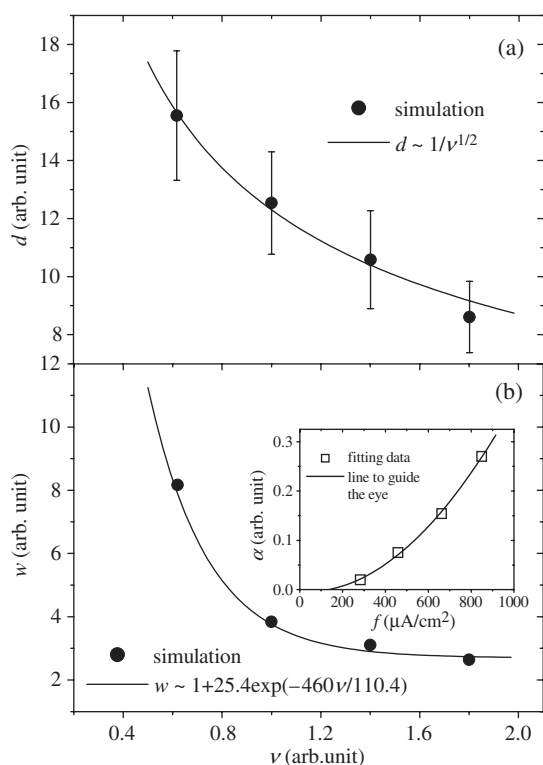 18
16
14
12
10
8
d (arb. unit)
(a)
simulation
d ~ 1/ν^1/2
12
10
8
6
4
2
w (arb. unit)
(b)
0.3
0.2
0.1
0.0
α (arb. unit)
fitting data
line to guide
the eye
0 200 400 600 800 1000
f (μA/cm²)
simulation
w ~ 1+25.4exp(−460ν/110.4)
0.4 0.8 1.2 1.6 2.0
ν (arb.unit)